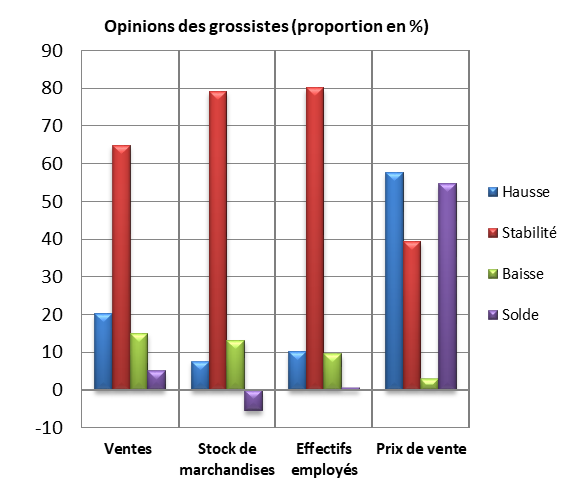 Opinions des grossistes (proportion en %)
90
80
70
60
50
40
30
20
10
0
-10
Ventes
Stock de
marchandises
Effectifs
employés
Prix de vente
Hausse
Stabilité
Baisse
Solde